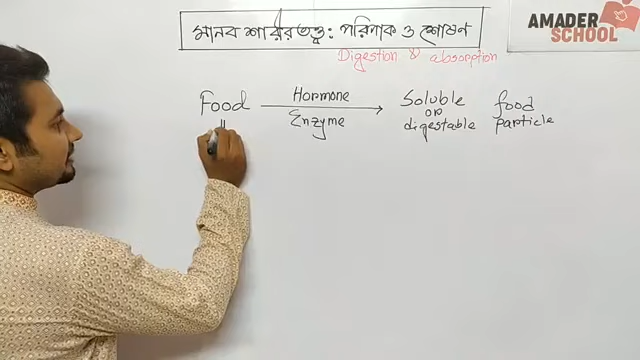 মানব শারীরতত্ত্ব: পরিপাক ও শোষণ
Digestion & absorption
AMADER
SCHOOL
Food
Hormone
Enzyme
Soluble food
or
digestable particle